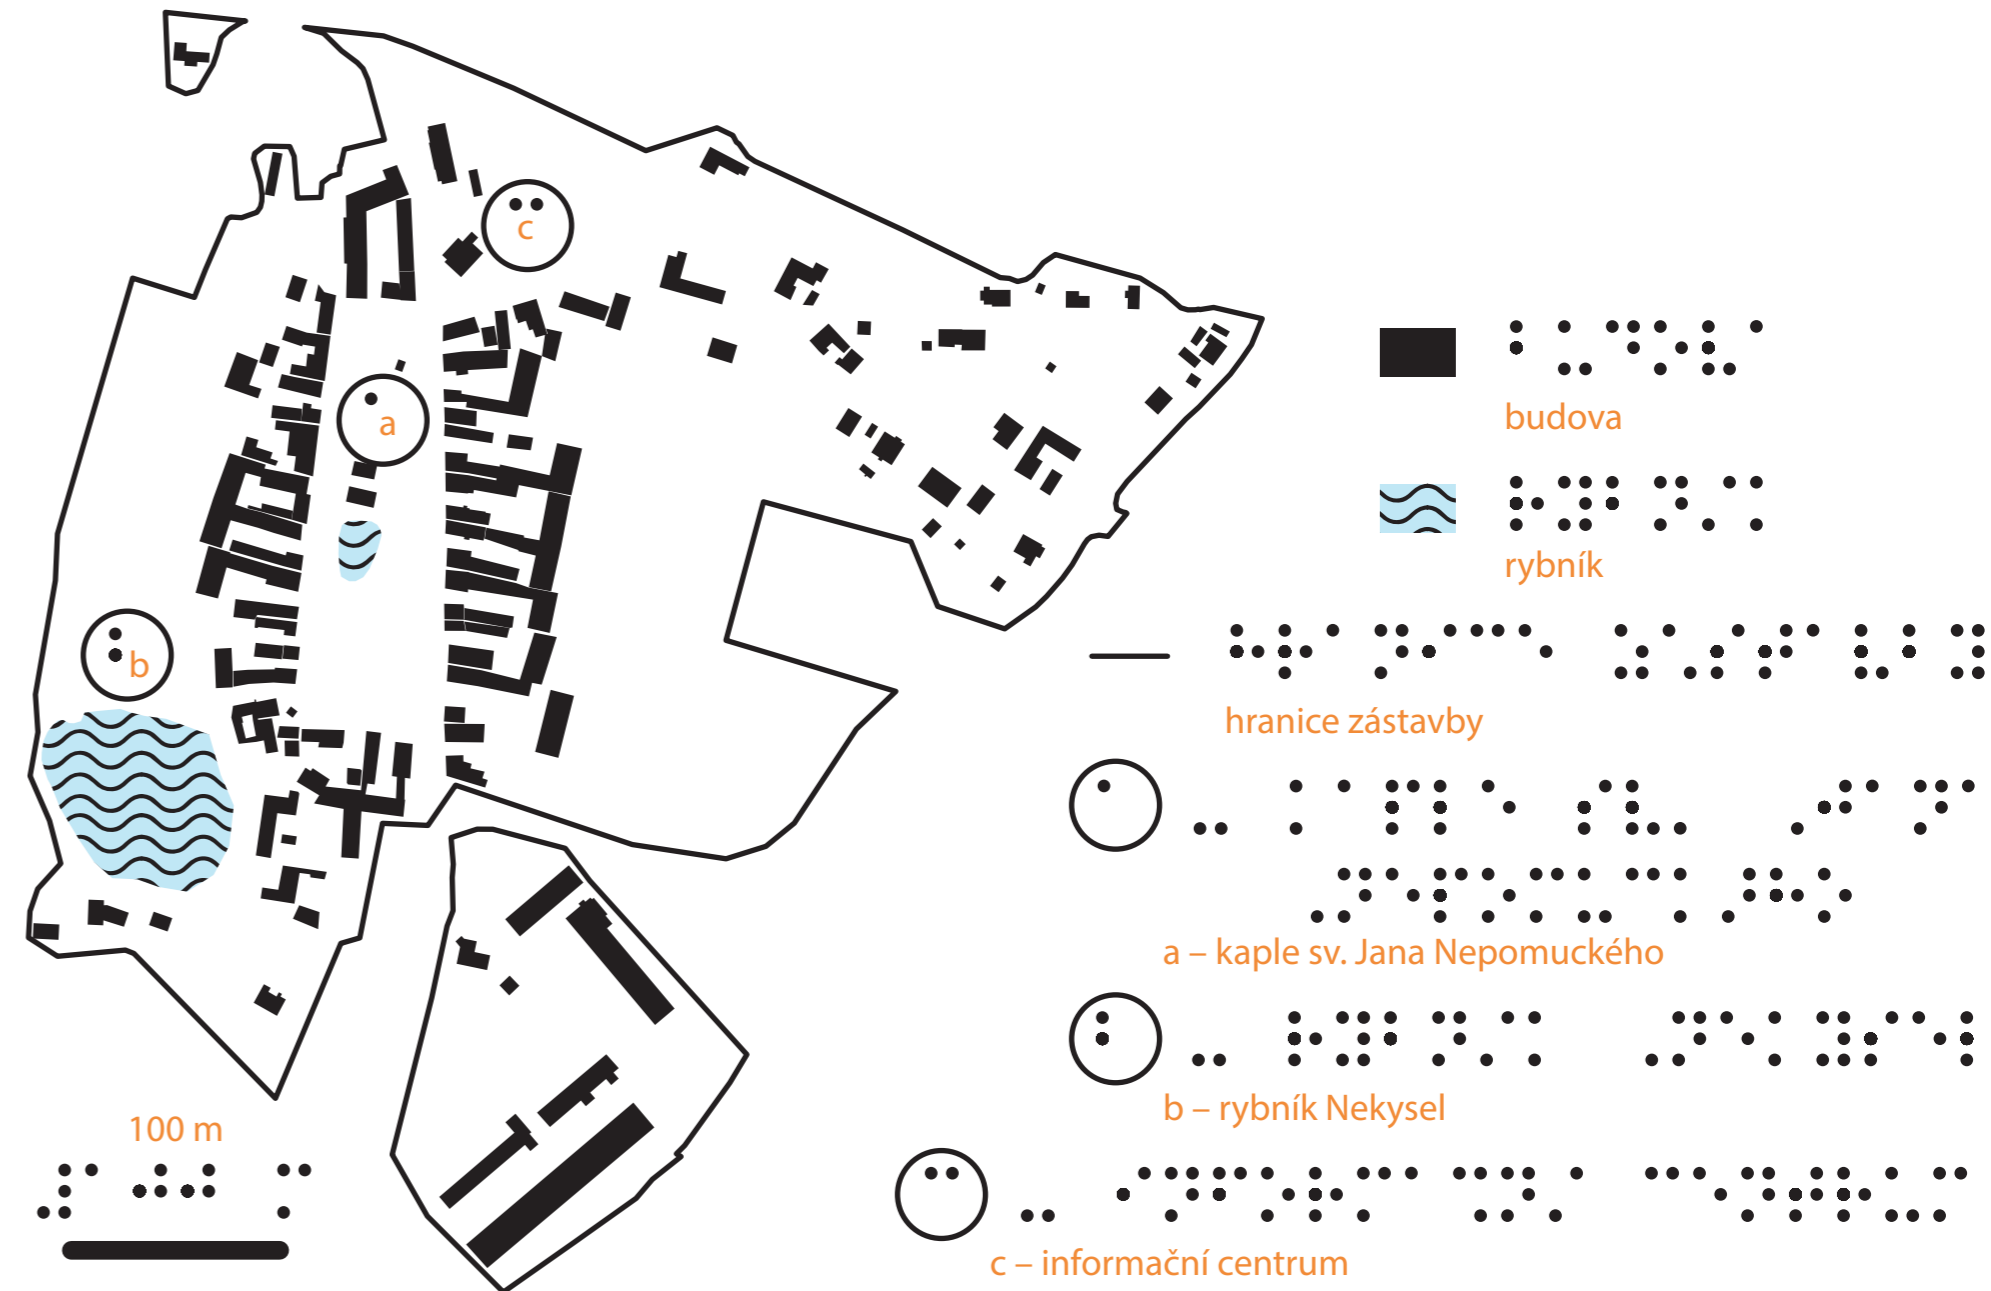 c
a
b
100 m
budova
rybník
hranice zástavby
a – kaple sv. Jana Nepomuckého
b – rybník Nekysel
c – informační centrum